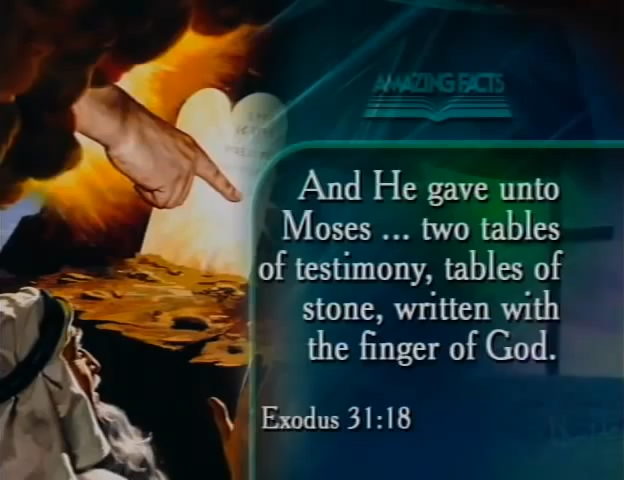 AMAZING FACTS
And He gave unto
Moses ... two tables
of testimony, tables of
stone, written with
the finger of God.
Exodus 31:18